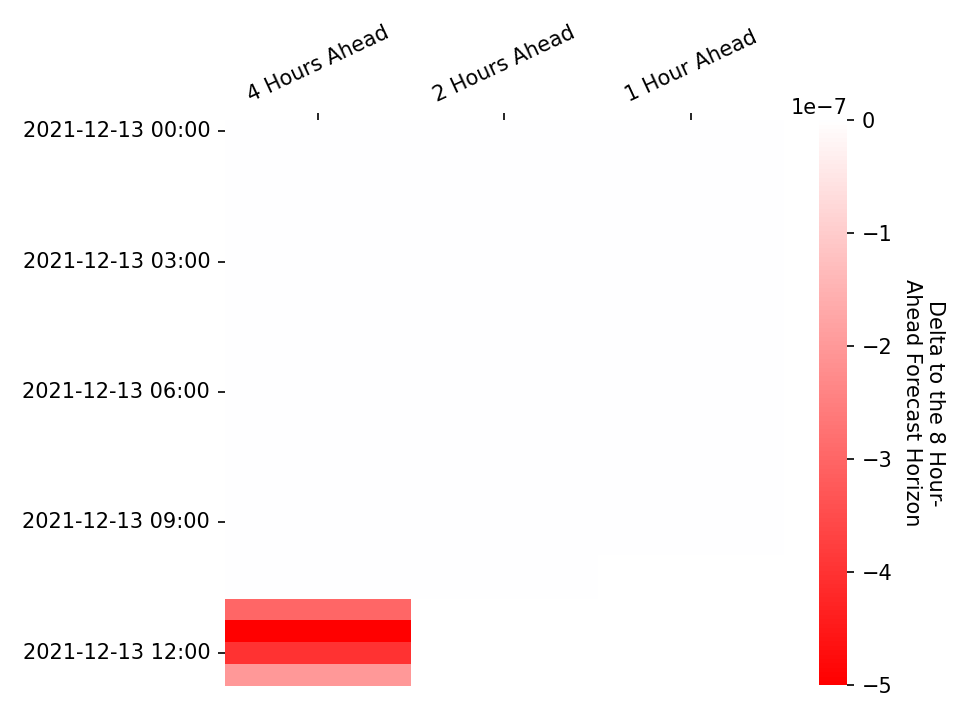 4 Hours Ahead
2 Hours Ahead
1 Hour Ahead
2021-12-13 00:00
2021-12-13 03:00
2021-12-13 06:00
2021-12-13 09:00
2021-12-13 12:00
1e−7
0
−1
−2
−3
−4
−5
Delta to the 8 Hour-
Ahead Forecast Horizon